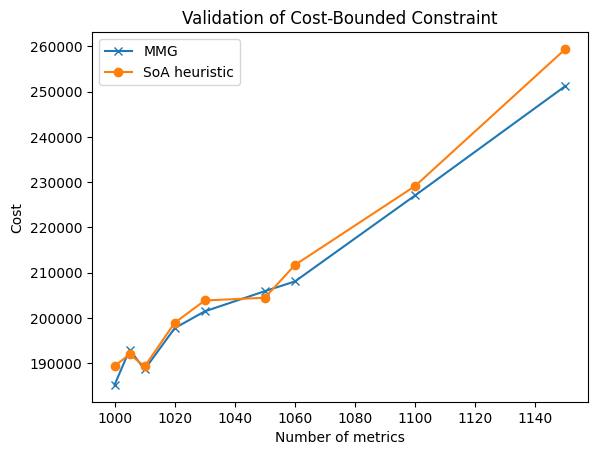 Validation of Cost-Bounded Constraint
MMG
SoA heuristic
260000
250000
240000
230000
220000
210000
200000
190000
Cost
1000 1020 1040 1060 1080 1100 1120 1140
Number of metrics